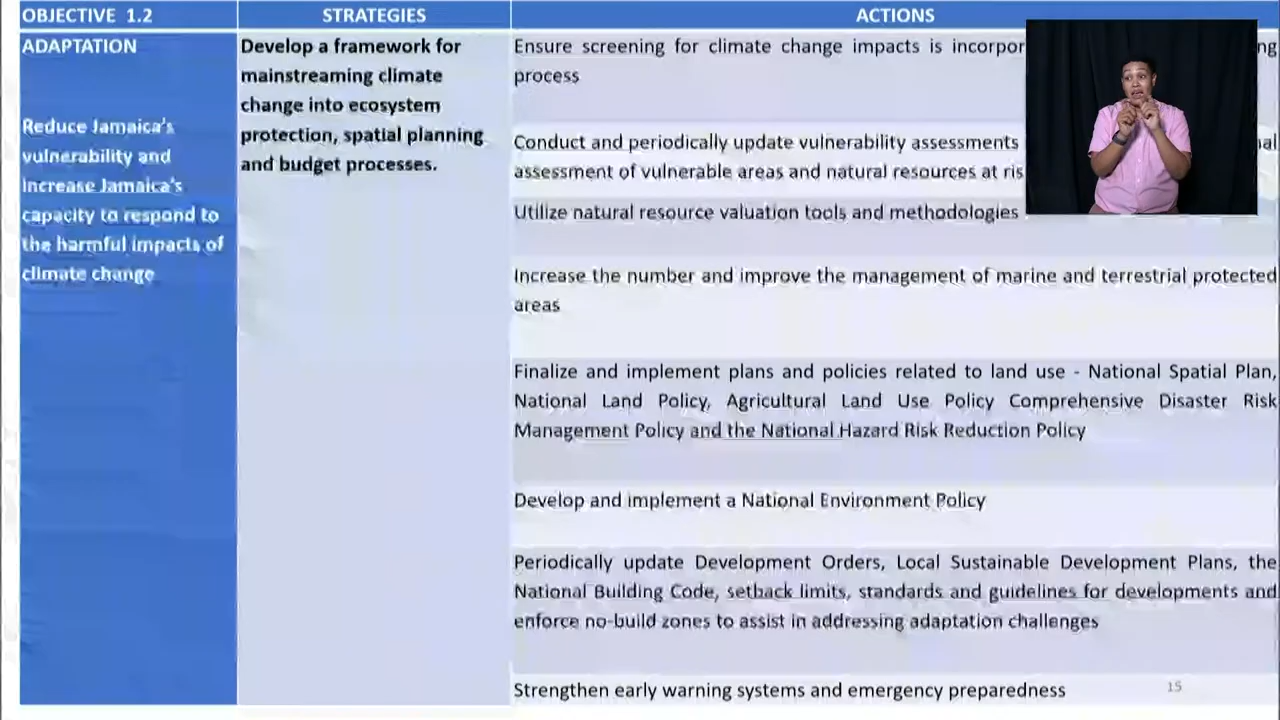 OBJECTIVE 1.2
STRATEGIES
ACTIONS
ADAPTATION
Reduce Jamaica's
vulnerability and
increase Jamaica's
capacity to respond to
the harmful impacts of
climate change
Develop a framework for
mainstreaming climate
change into ecosystem
protection, spatial planning
and budget processes.
Ensure screening for climate change impacts is
process
Conduct and periodically update vulnerability assessments
assessment of vulnerable areas and natural resources at
Utilize natural resource valuation tools and methodologies
Increase the number and improve the management of marine and terrestrial protected
areas
Finalize and implement plans and policies related to land use - National Spatial Plan,
National Land Policy, Agricultural Land Use Policy Comprehensive Disaster Risk
Management Policy and the National Hazard Risk Reduction Policy
Develop and implement a National Environment Policy
Periodically update Development Orders, Local Sustainable Development Plans, the
National Building Code, setback limits, standards and guidelines for developments and
enforce no-build zones to assist in addressing adaptation challenges
Strengthen early warning systems and emergency preparedness
15